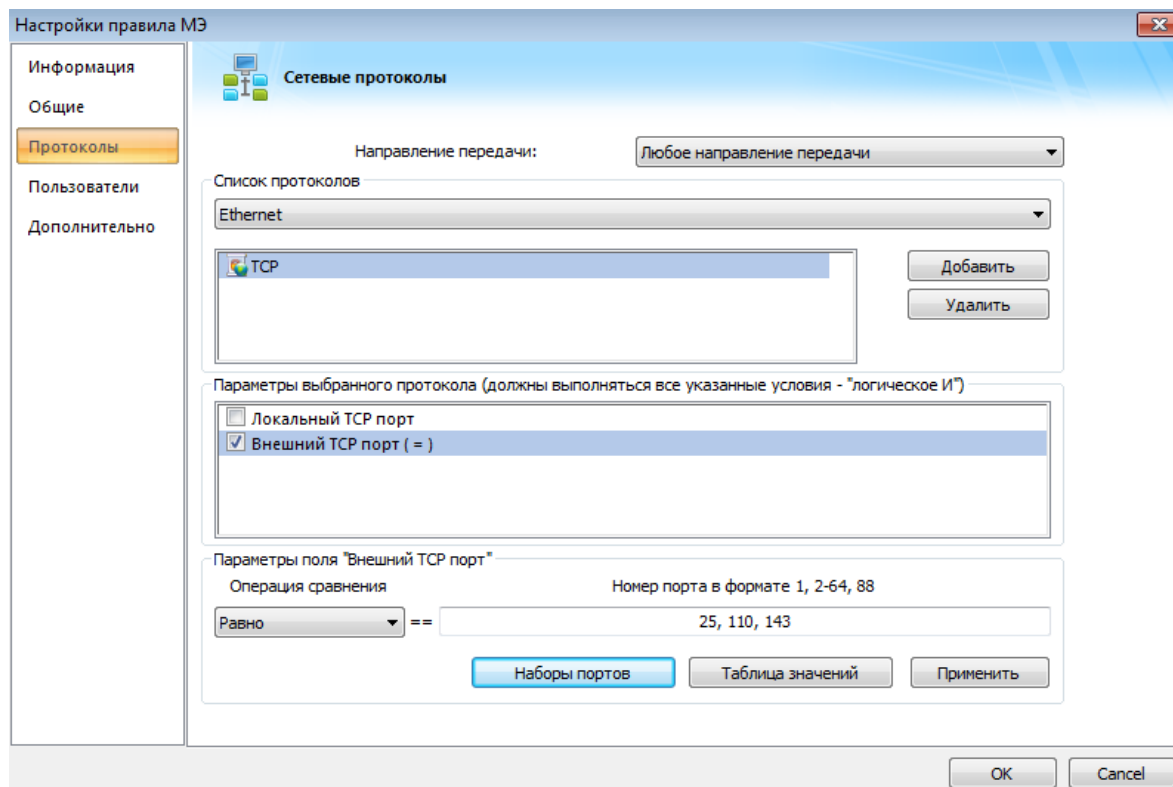 Настройки правила МЭ
Информация
Общие
Протоколы
Пользователи
Дополнительно
Сетевые протоколы
Направление передачи:
Любое направление передачи
Список протоколов
Ethernet
TCP
Добавить
Удалить
Параметры выбранного протокола (должны выполняться все указанные условия - "логическое И")
Локальный TCP порт
Внешний TCP порт ( = )
Параметры поля "Внешний TCP порт"
Операция сравнения
Номер порта в формате 1, 2-64, 88
Равно
==
25, 110, 143
Наборы портов
Таблица значений
Применить
OK
Cancel